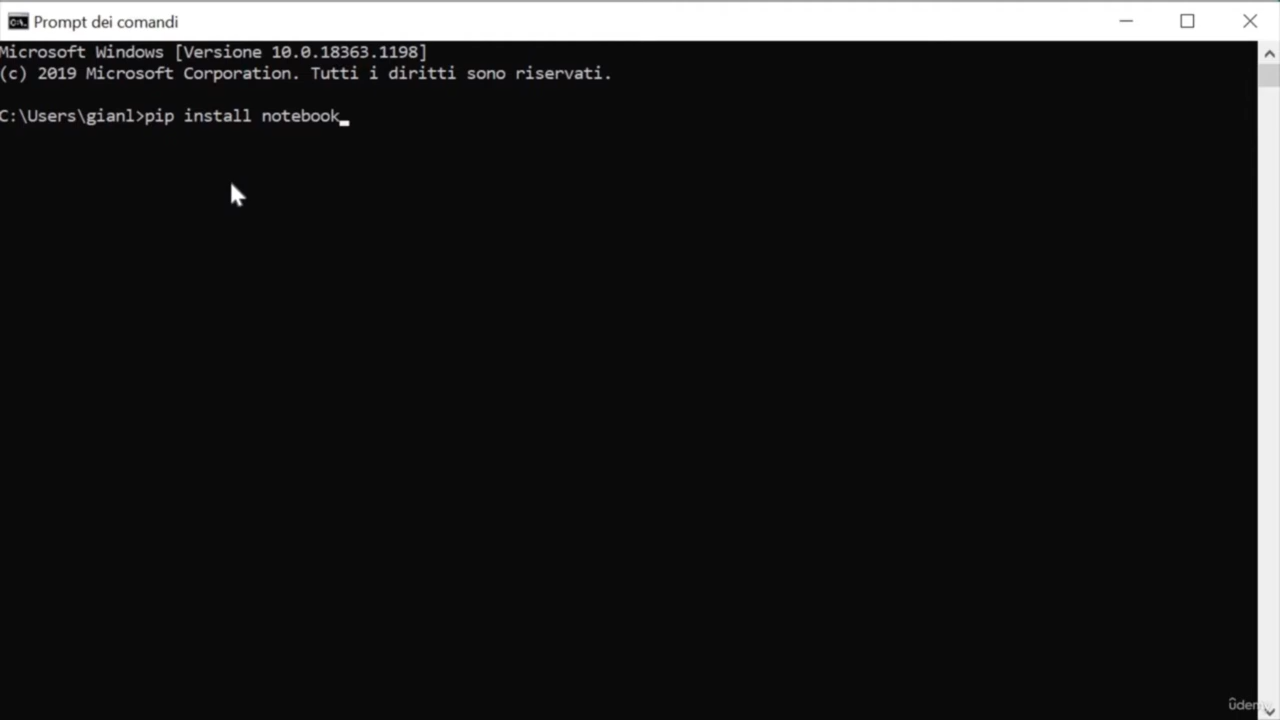 Prompt dei comandi
Microsoft Windows [Versione 10.0.18363.1198]
(c) 2019 Microsoft Corporation. Tutti i diritti sono riservati.
C:\Users\gianl>pip install notebook